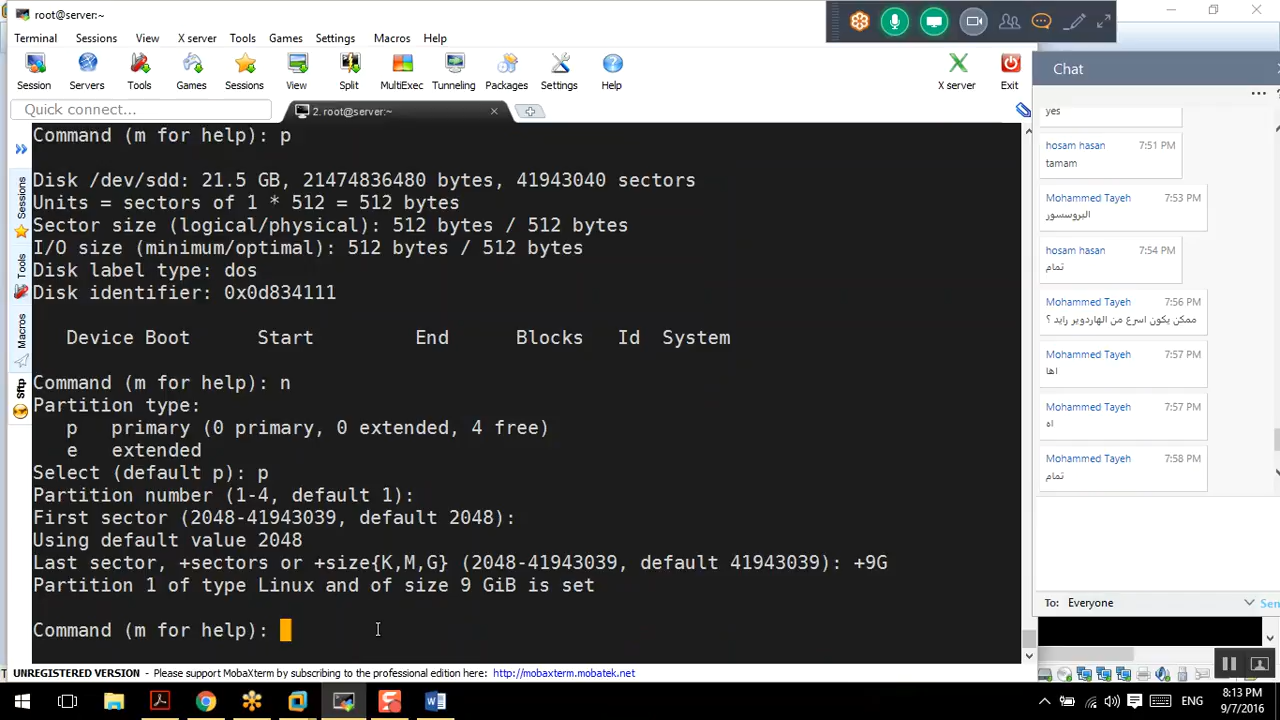 root@server:~
Terminal Sessions View X server Tools Games Settings Macros Help
Session Servers Tools Games Sessions View Split MultiExec Tunneling Packages Settings Help X server Exit
Quick connect...
2. root@server:~
Sessions
Tools
Macros
Sftp
Command (m for help): p
Disk /dev/sdd: 21.5 GB, 21474836480 bytes, 41943040 sectors
Units = sectors of 1 * 512 = 512 bytes
Sector size (logical/physical): 512 bytes / 512 bytes
I/O size (minimum/optimal): 512 bytes / 512 bytes
Disk label type: dos
Disk identifier: 0x0d834111
Device Boot Start End Blocks Id System
Command (m for help): n
Partition type:
p primary (0 primary, 0 extended, 4 free)
e extended
Select (default p): p
Partition number (1-4, default 1):
First sector (2048-41943039, default 2048):
Using default value 2048
Last sector, +sectors or +size{K,M,G} (2048-41943039, default 41943039): +9G
Partition 1 of type Linux and of size 9 GiB is set
Command (m for help):
UNREGISTERED VERSION - Please support MobaXterm by subscribing to the professional edition here: http://mobaxterm.mobatek.net
Chat
yes
hosam hasan 7:51 PM
tamam
Mohammed Tayeh 7:53 PM
البروسسور
hosam hasan 7:54 PM
تمام
Mohammed Tayeh 7:56 PM
ممكن يكون اسرع من الهاردوير رايد ؟
Mohammed Tayeh 7:57 PM
اها
Mohammed Tayeh 7:57 PM
اه
Mohammed Tayeh 7:58 PM
تمام
To: Everyone
ENG
8:13 PM
9/7/2016